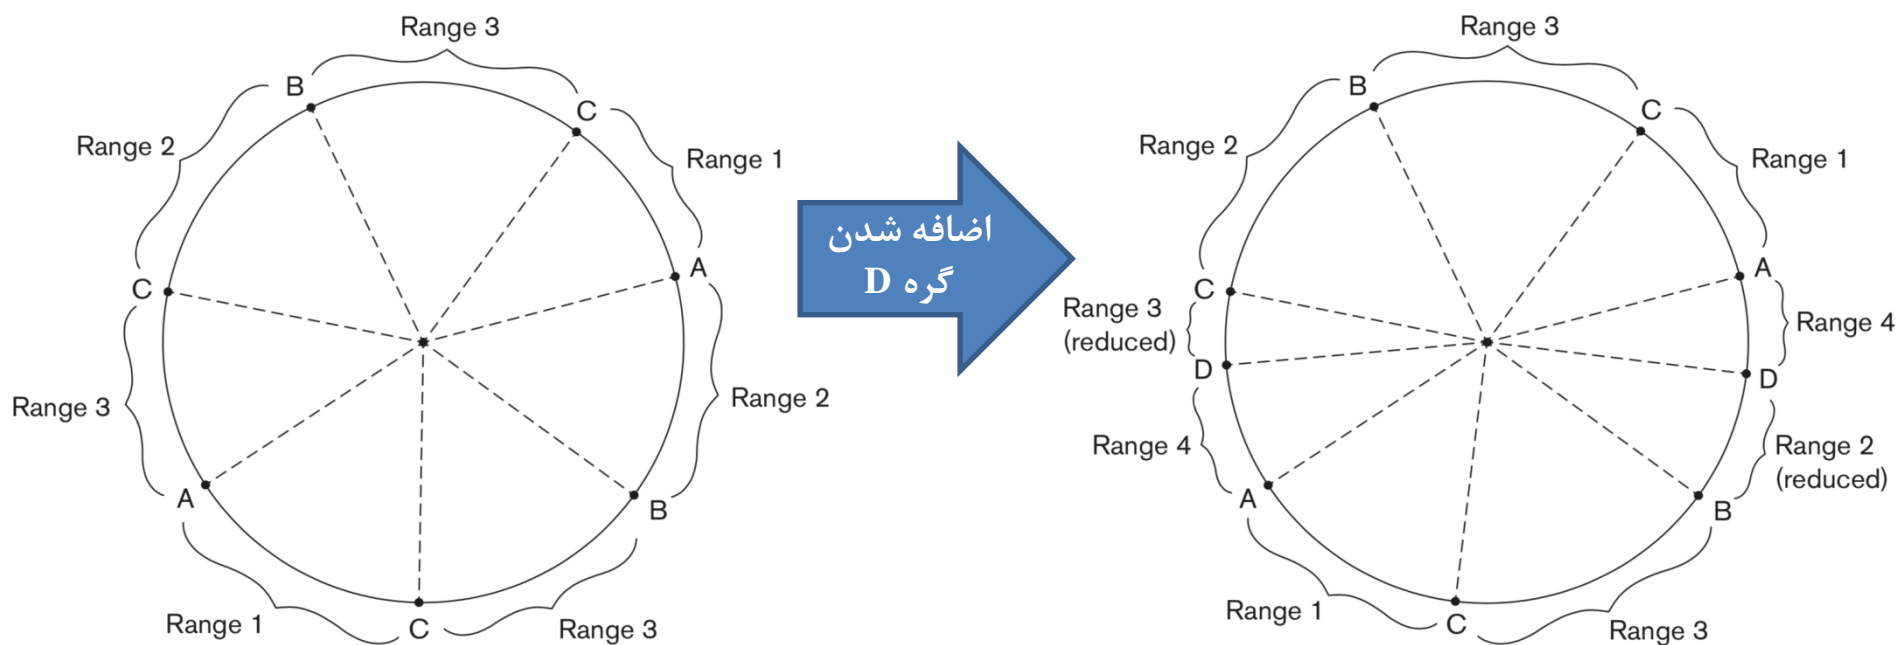 Range 3
B
C
Range 2
Range 1
C
A
Range 3
Range 2
A
B
Range 1
C
Range 3
اضافه شدن
گره D
Range 3
B
C
Range 2
Range 1
C
A
Range 3
(reduced)
Range 4
D
D
Range 4
Range 2
(reduced)
A
B
Range 1
C
Range 3